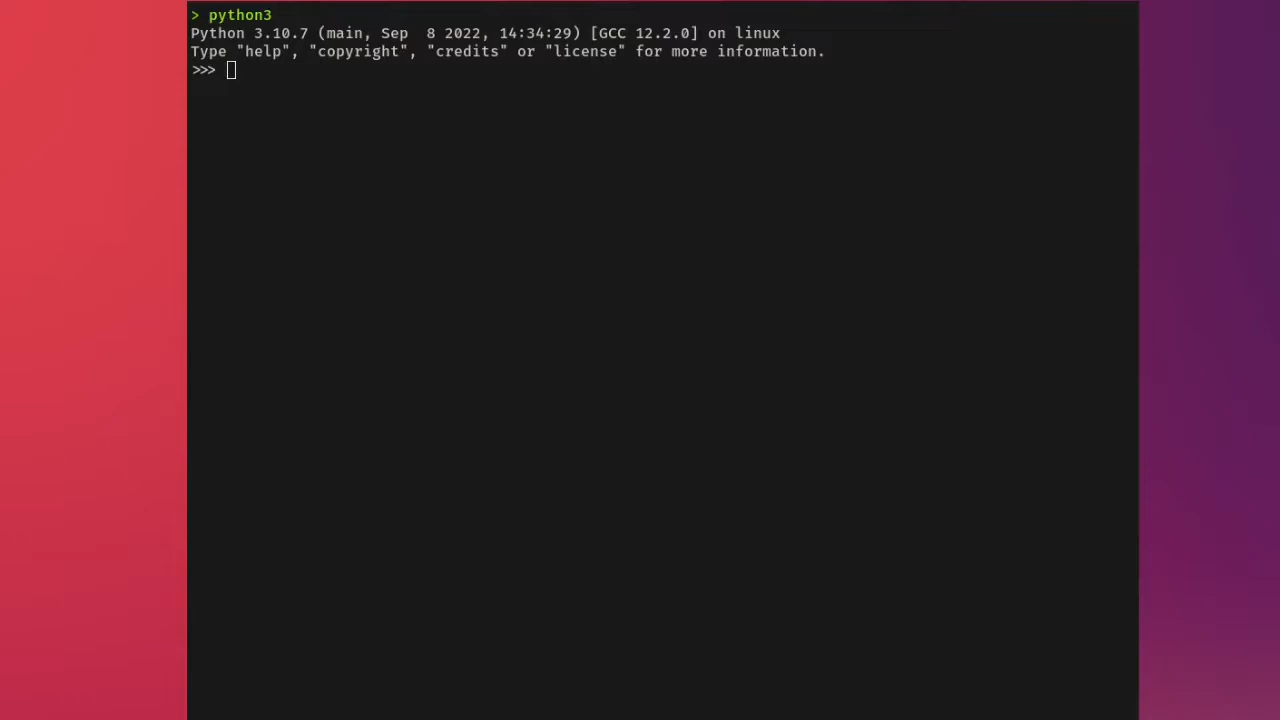 > python3
Python 3.10.7 (main, Sep  8 2022, 14:34:29) [GCC 12.2.0] on linux
Type "help", "copyright", "credits" or "license" for more information.
>>>